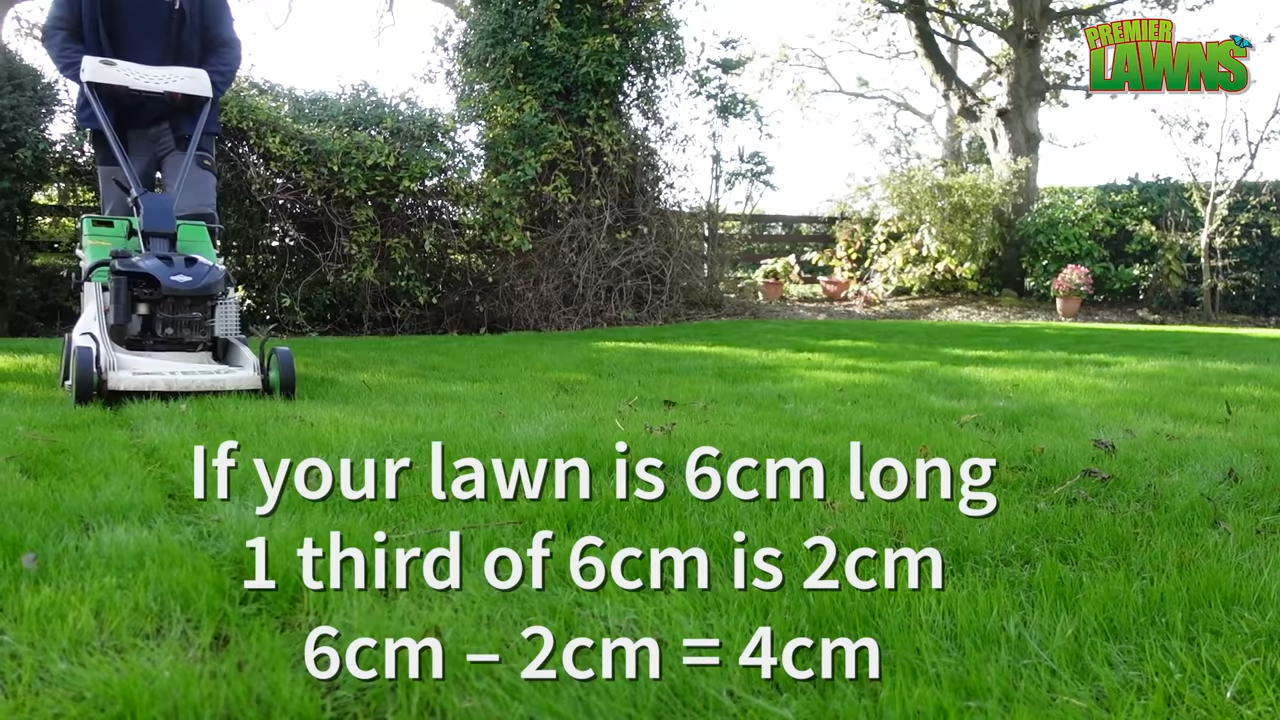 PREMIER
LAWNS
If your lawn is 6cm long
1 third of 6cm is 2cm
6cm – 2cm = 4cm